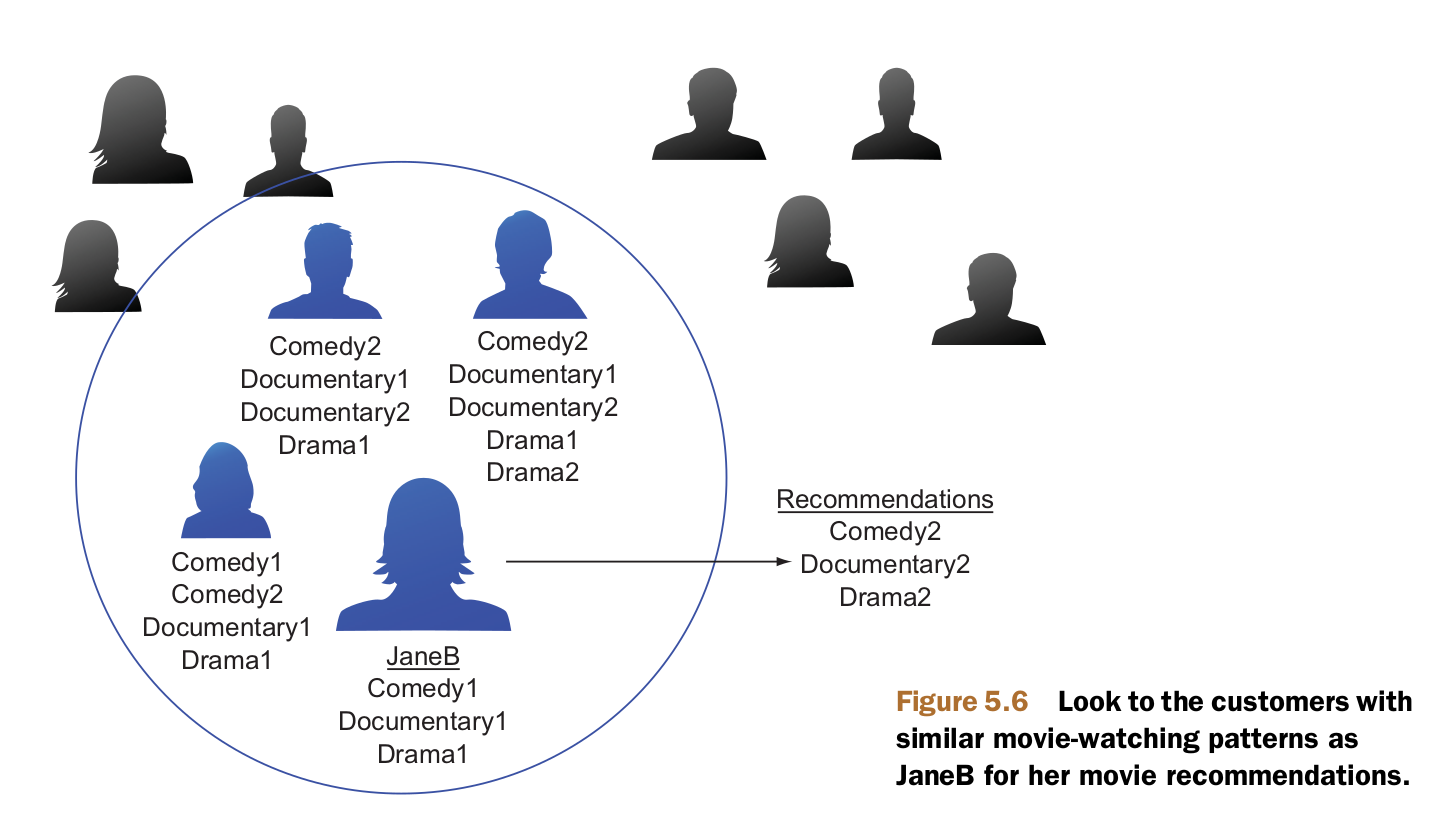 Comedy2
Documentary1
Documentary2
Drama1
Comedy2
Documentary1
Documentary2
Drama1
Drama2
Comedy1
Comedy2
Documentary1
Drama1
JaneB
Comedy1
Documentary1
Drama1
Recommendations
Comedy2
Documentary2
Drama2
Figure 5.6 Look to the customers with
similar movie-watching patterns as
JaneB for her movie recommendations.